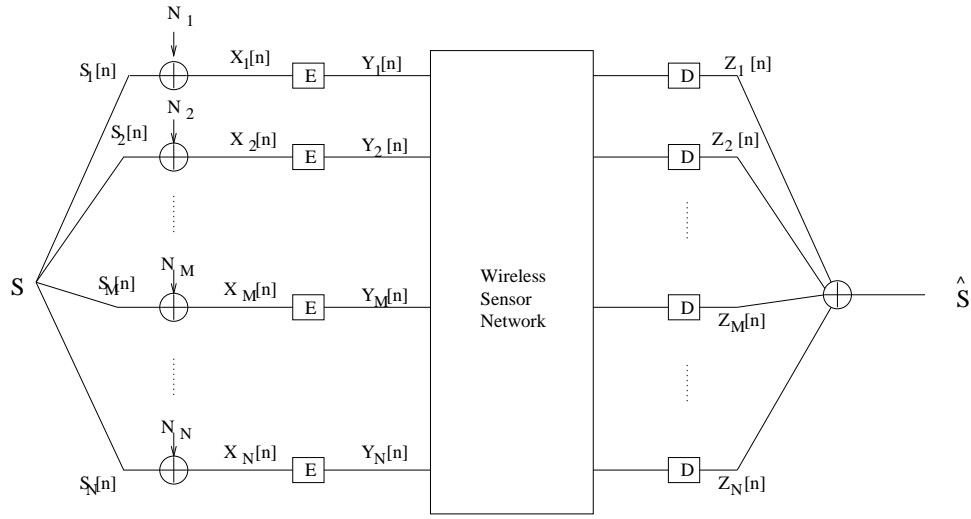 N 1
S1[n] X1[n] E Y1[n] D Z1 [n]
N 2
S2[n] X 2[n] E Y2 [n] D Z2 [n]
N M
S SM[n] X M[n] E YM[n] Wireless Sensor Network D ZM[n] ^S
N N
SN[n] X N[n] E YN[n] D ZN[n]